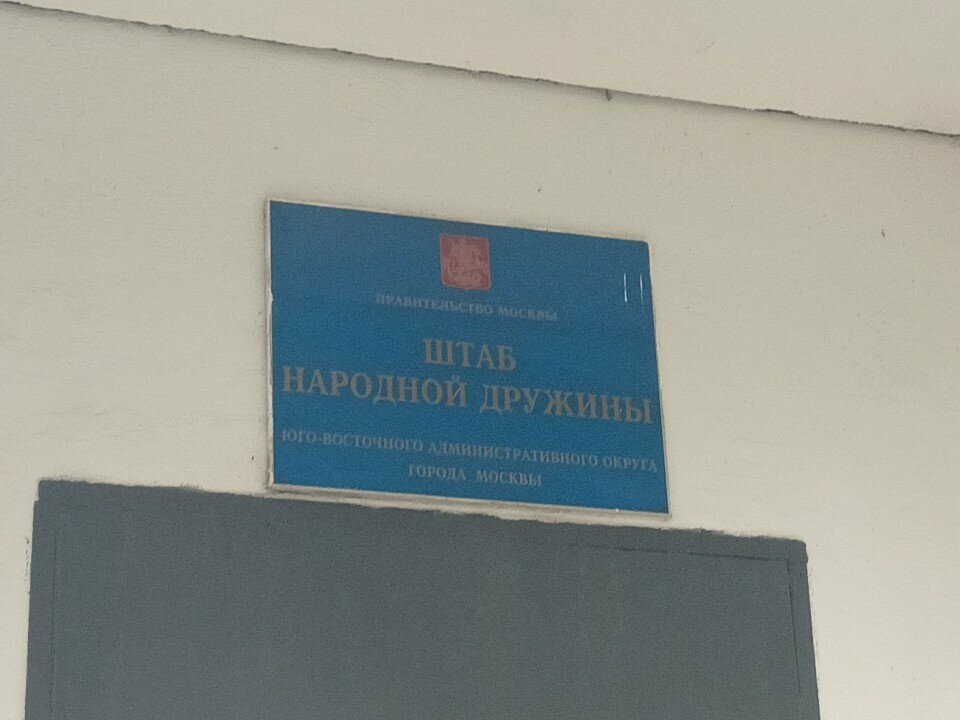 ПРАВИТЕЛЬСТВО МОСКВЫ
ШТАБ
НАРОДНОЙ ДРУЖИНЫ
ЮГО-ВОСТОЧНОГО АДМИНИСТРАТИВНОГО ОКРУГА
ГОРОДА МОСКВЫ